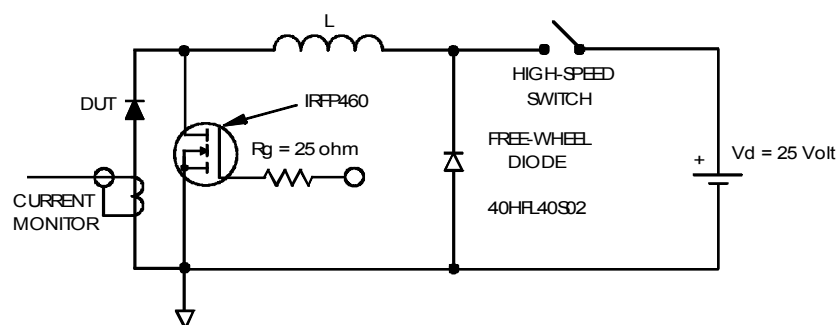 L
HIGH-SPEED
SWITCH
DUT
IRFP460
Rg = 25 ohm
FREE-WHEEL
DIODE
+
Vd = 25 Volt
CURRENT
MONITOR
40HFL40S02